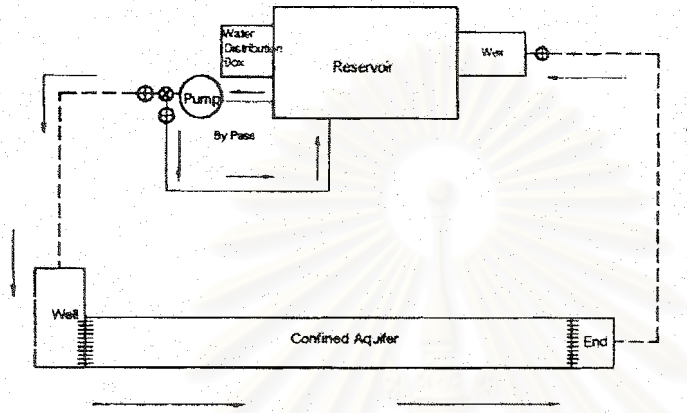 Water
Distribution
Box
Reservoir
Weir
Pump
By Pass
Well
Confined Aquifer
End